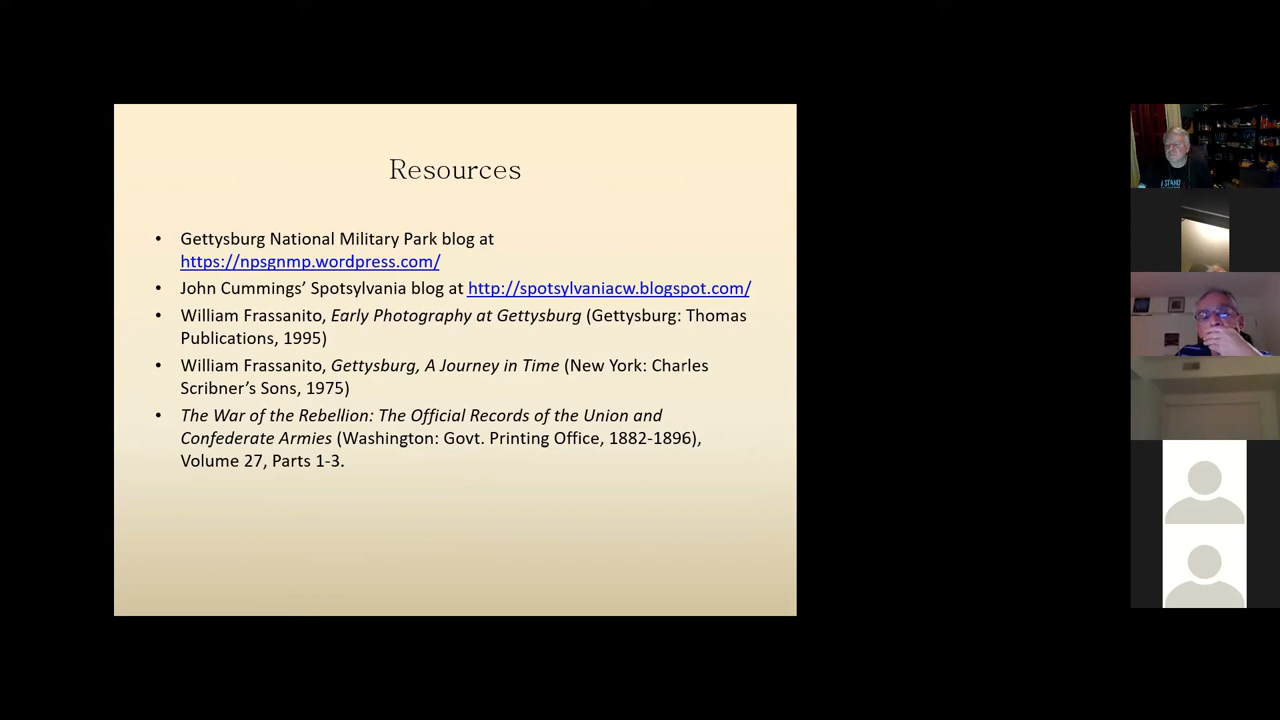 Resources
• Gettysburg National Military Park blog at
https://npsgnmp.wordpress.com/
• John Cummings’ Spotsylvania blog at http://spotsylvaniacw.blogspot.com/
• William Frassanito, Early Photography at Gettysburg (Gettysburg: Thomas
Publications, 1995)
• William Frassanito, Gettysburg, A Journey in Time (New York: Charles
Scribner’s Sons, 1975)
• The War of the Rebellion: The Official Records of the Union and
Confederate Armies (Washington: Govt. Printing Office, 1882-1896),
Volume 27, Parts 1-3.
I STAND